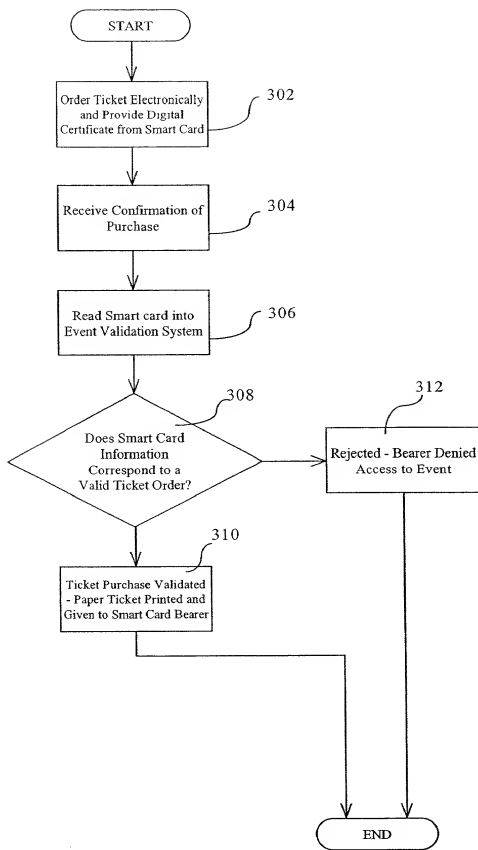 START
302
Order Ticket Electronically
and Provide Digital
Certificate from Smart Card
304
Receive Confirmation of
Purchase
306
Read Smart card into
Event Validation System
308
Does Smart Card
Information
Correspond to a
Valid Ticket Order?
312
Rejected - Bearer Denied
Access to Event
310
Ticket Purchase Validated
- Paper Ticket Printed and
Given to Smart Card Bearer
END